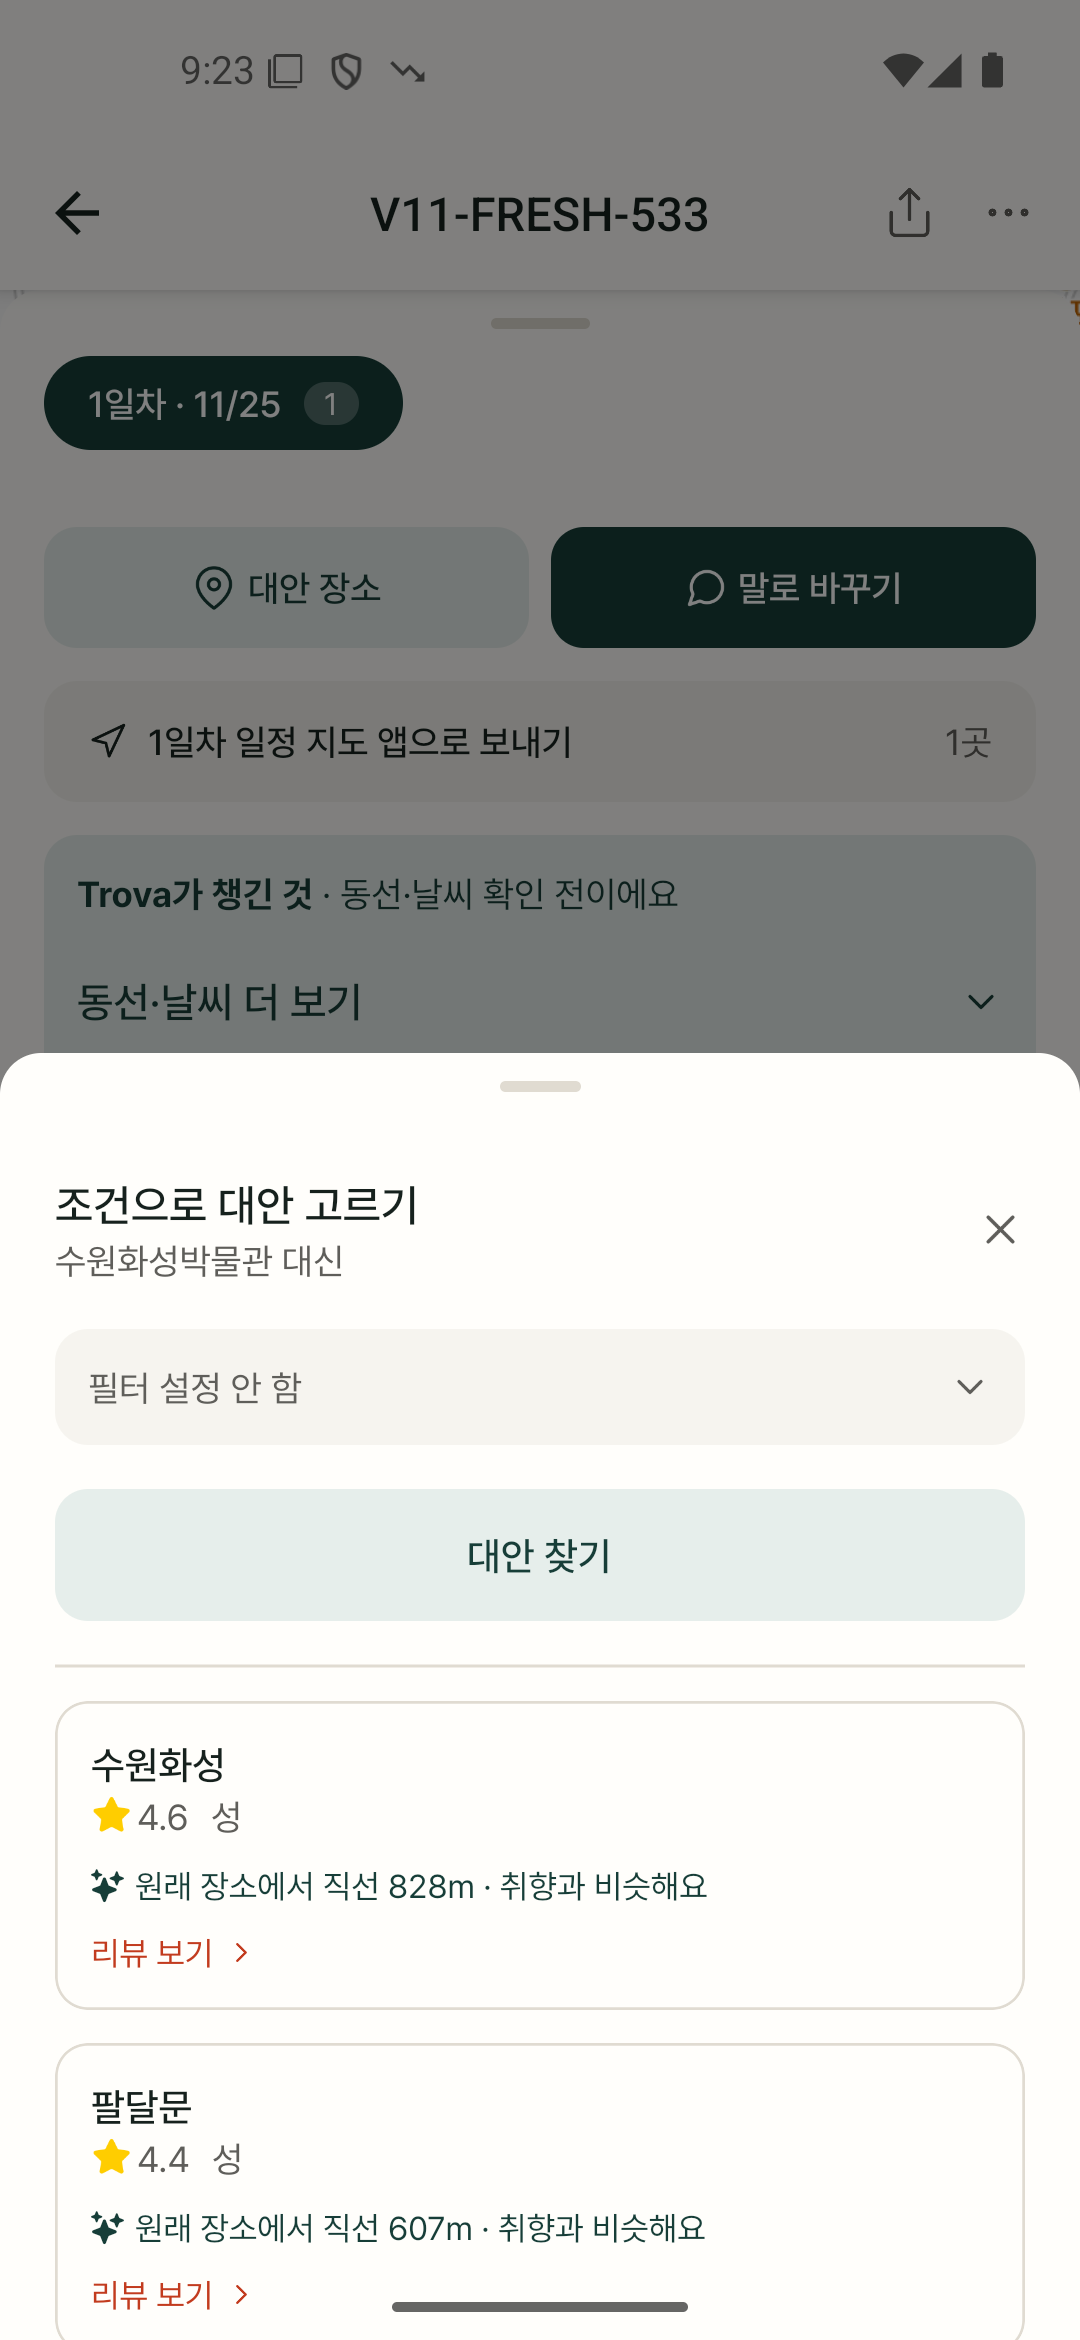 9:23
V11-FRESH-533
1일차 · 11/25 1
대안 장소
말로 바꾸기
1일차 일정 지도 앱으로 보내기 1곳
Trova가 챙긴 것 · 동선·날씨 확인 전이에요
동선·날씨 더 보기
조건으로 대안 고르기
수원화성박물관 대신
필터 설정 안 함
대안 찾기
수원화성
4.6 성
원래 장소에서 직선 828m · 취향과 비슷해요
리뷰 보기
팔달문
4.4 성
원래 장소에서 직선 607m · 취향과 비슷해요
리뷰 보기